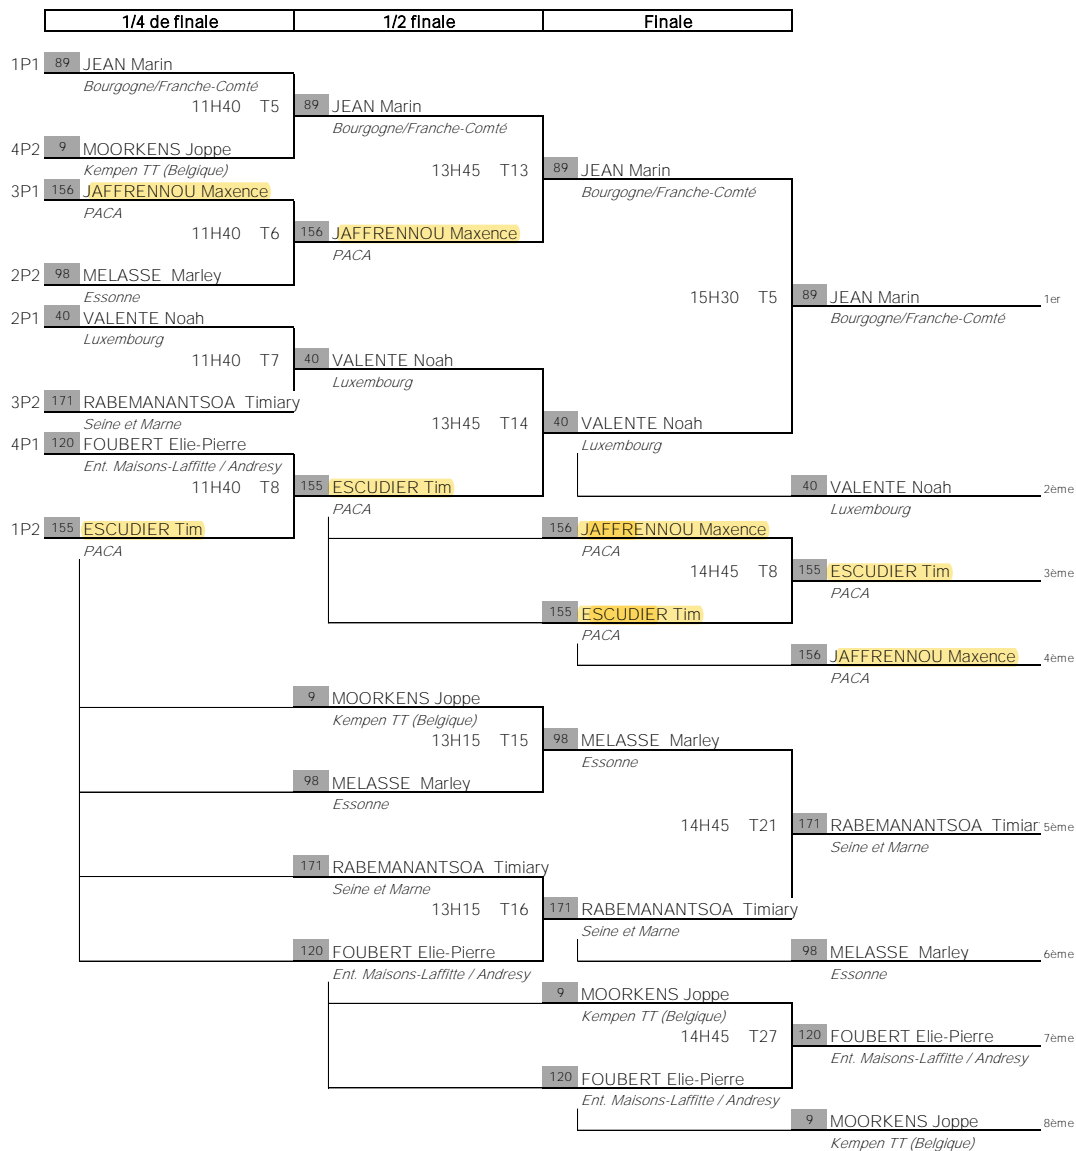 1/4 de finale 1/2 finale Finale
1P1 89 JEAN Marin
Bourgogne/Franche-Comté
11H40 T5 89 JEAN Marin
Bourgogne/Franche-Comté
4P2 9 MOORKENS Joppe
Kempen TT (Belgique) 13H45 T13 89 JEAN Marin
3P1 156 JAFFRENNOU Maxence Bourgogne/Franche-Comté
PACA
11H40 T6 156 JAFFRENNOU Maxence
PACA
2P2 98 MELASSE Marley
Essonne 15H30 T5 89 JEAN Marin 1er
2P1 40 VALENTE Noah Bourgogne/Franche-Comté
Luxembourg
11H40 T7 40 VALENTE Noah
Luxembourg
3P2 171 RABEMANANTSOA Timiary
Seine et Marne 13H45 T14 40 VALENTE Noah
4P1 120 FOUBERT Elie-Pierre Luxembourg
Ent. Maisons-Laffitte / Andresy
11H40 T8 155 ESCUDIER Tim 40 VALENTE Noah 2ème
PACA Luxembourg
1P2 155 ESCUDIER Tim 156 JAFFRENNOU Maxence
PACA PACA
14H45 T8 155 ESCUDIER Tim 3ème
PACA
155 ESCUDIER Tim
PACA
156 JAFFRENNOU Maxence 4ème
PACA
9 MOORKENS Joppe
Kempen TT (Belgique)
13H15 T15 98 MELASSE Marley
Essonne
98 MELASSE Marley
Essonne
14H45 T21 171 RABEMANANTSOA Timiar 5ème
Seine et Marne
171 RABEMANANTSOA Timiary
Seine et Marne
13H15 T16 171 RABEMANANTSOA Timiary
Seine et Marne
120 FOUBERT Elie-Pierre 98 MELASSE Marley 6ème
Ent. Maisons-Laffitte / Andresy Essonne
9 MOORKENS Joppe
Kempen TT (Belgique)
14H45 T27 120 FOUBERT Elie-Pierre 7ème
Ent. Maisons-Laffitte / Andresy
120 FOUBERT Elie-Pierre
Ent. Maisons-Laffitte / Andresy
9 MOORKENS Joppe 8ème
Kempen TT (Belgique)